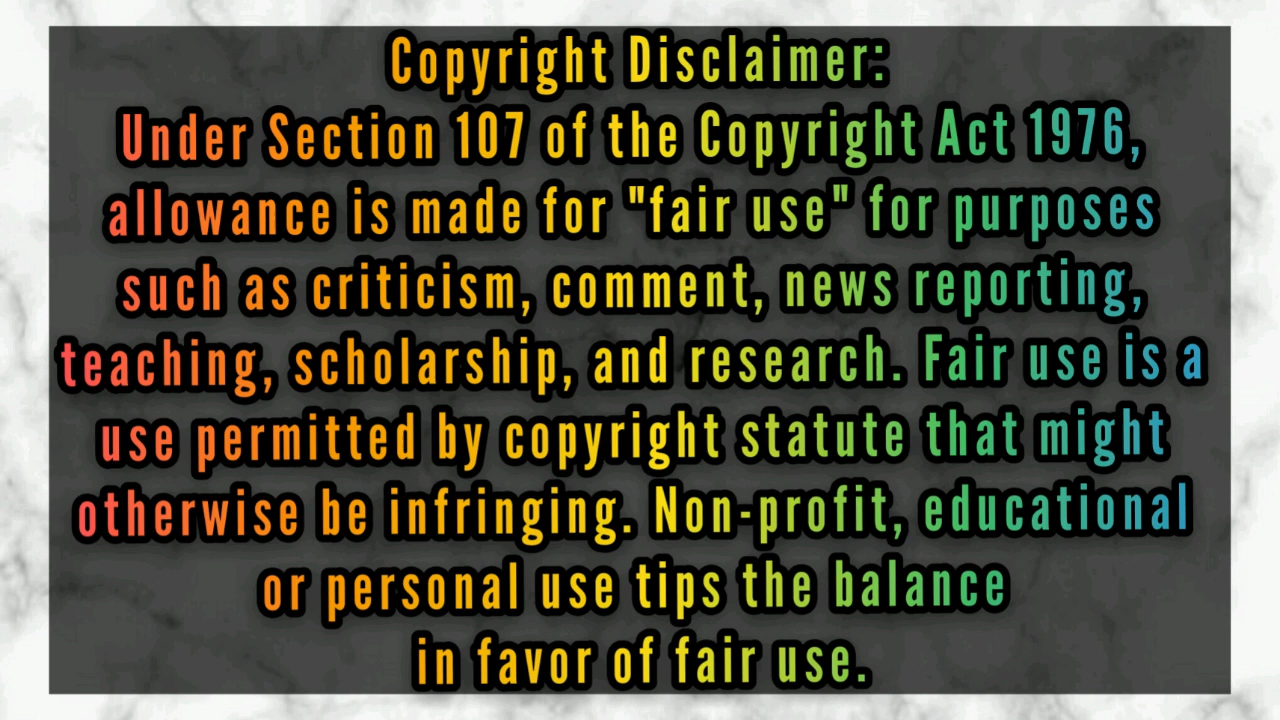 Copyright Disclaimer:
Under Section 107 of the Copyright Act 1976,
allowance is made for "fair use" for purposes
such as criticism, comment, news reporting,
teaching, scholarship, and research. Fair use is a
use permitted by copyright statute that might
otherwise be infringing. Non-profit, educational
or personal use tips the balance
in favor of fair use.